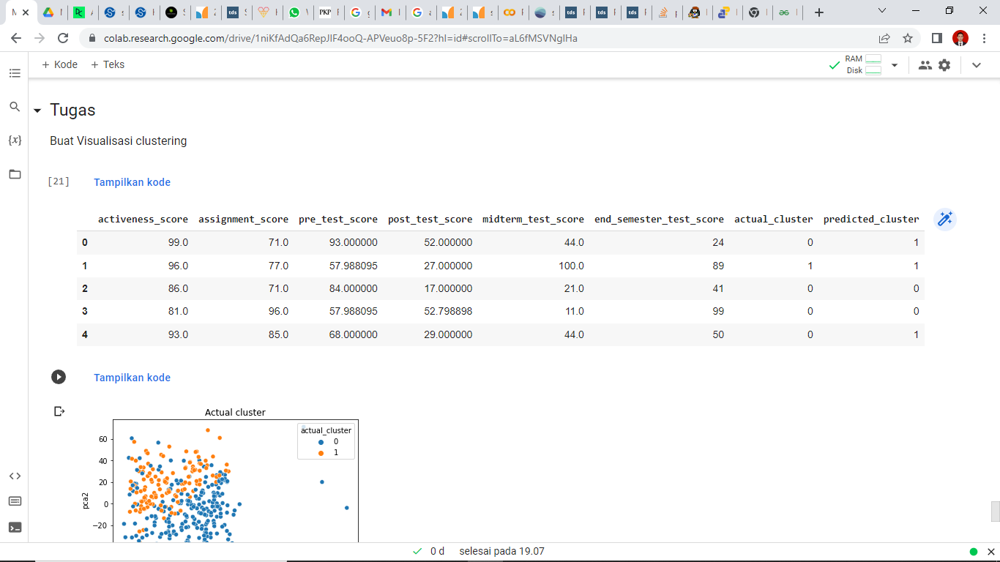 colab.research.google.com/drive/1niKfAdQa6RepJIF4ooQ-APVeuo8p-5F2?hl=id#scrollTo=aL6fMSVNglHa
+ Kode + Teks
RAM
Disk
Tugas
Buat Visualisasi clustering
[21] Tampilkan kode
activeness_score assignment_score pre_test_score post_test_score midterm_test_score end_semester_test_score actual_cluster predicted_cluster
0 99.0 71.0 93.000000 52.000000 44.0 24 0 1
1 96.0 77.0 57.988095 27.000000 100.0 89 1 1
2 86.0 71.0 84.000000 17.000000 21.0 41 0 0
3 81.0 96.0 57.988095 52.798898 11.0 99 0 0
4 93.0 85.0 68.000000 29.000000 44.0 50 0 1
Tampilkan kode
Actual cluster
actual_cluster
0
1
60
40
20
0
−20
pca2
{x}
0 d selesai pada 19.07